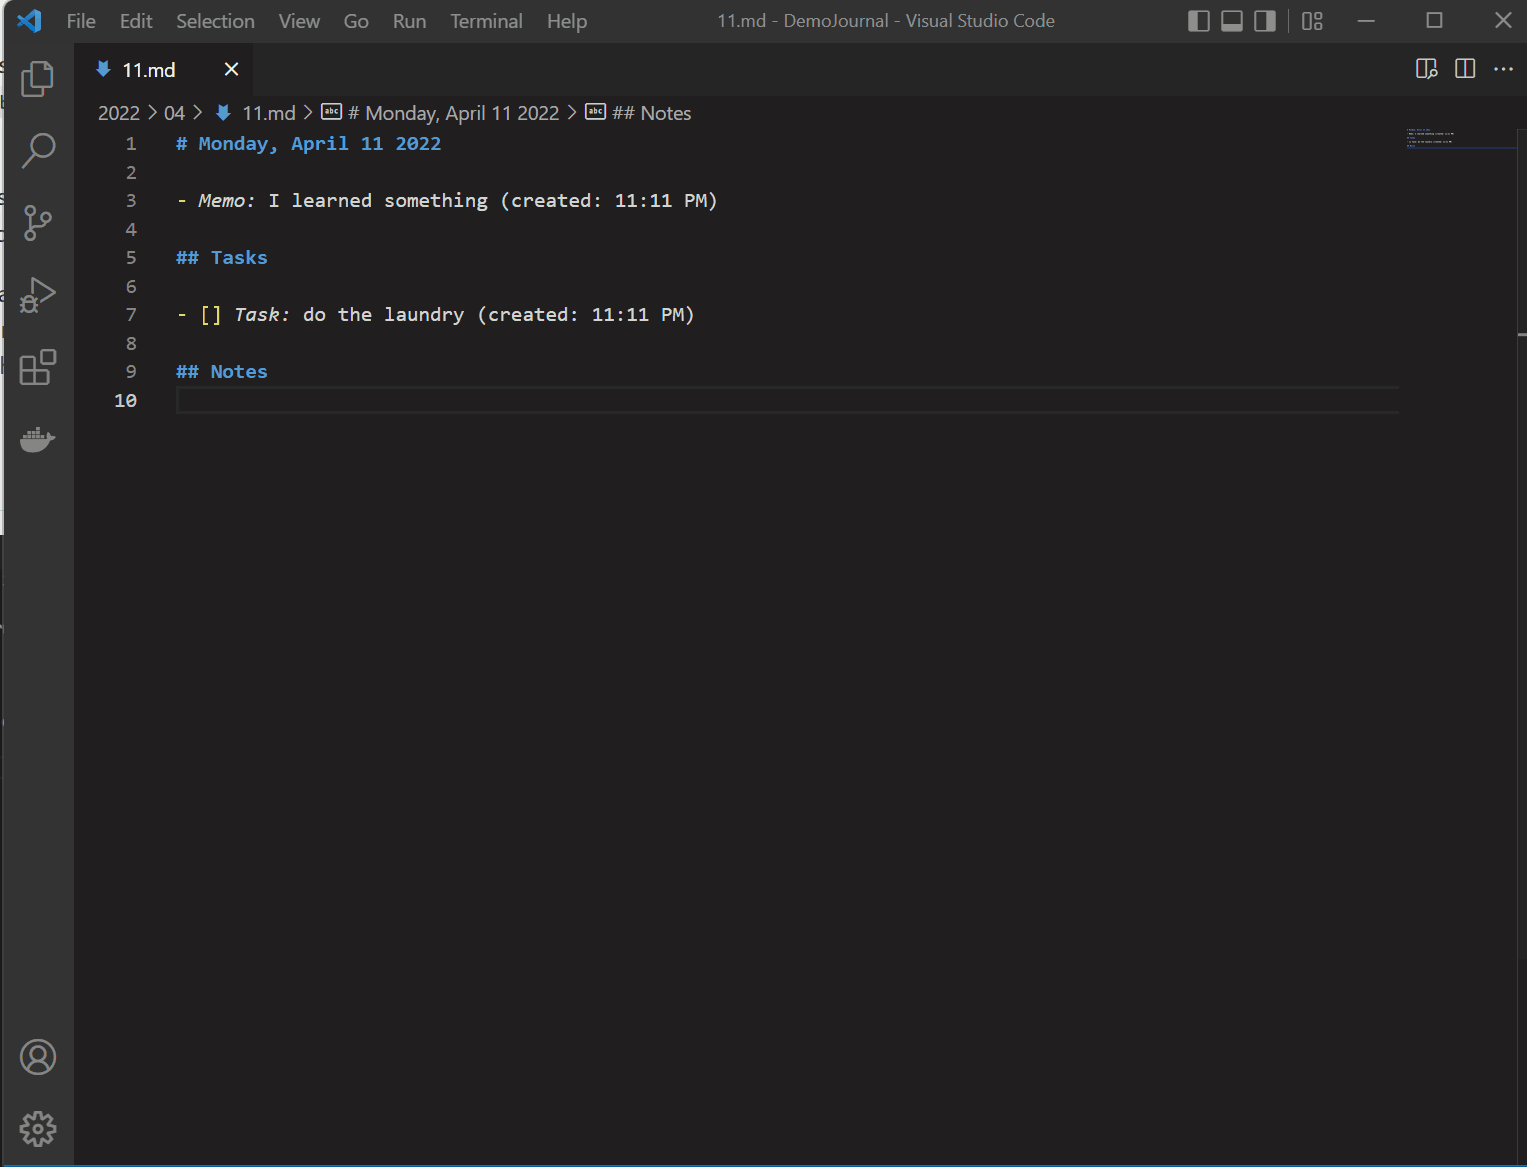 File Edit Selection View Go Run Terminal Help 11.md - DemoJournal - Visual Studio Code
11.md
2022 > 04 > 11.md > abc # Monday, April 11 2022 > abc ## Notes
1 # Monday, April 11 2022
2
3 - Memo: I learned something (created: 11:11 PM)
4
5 ## Tasks
6
7 - [] Task: do the laundry (created: 11:11 PM)
8
9 ## Notes
10